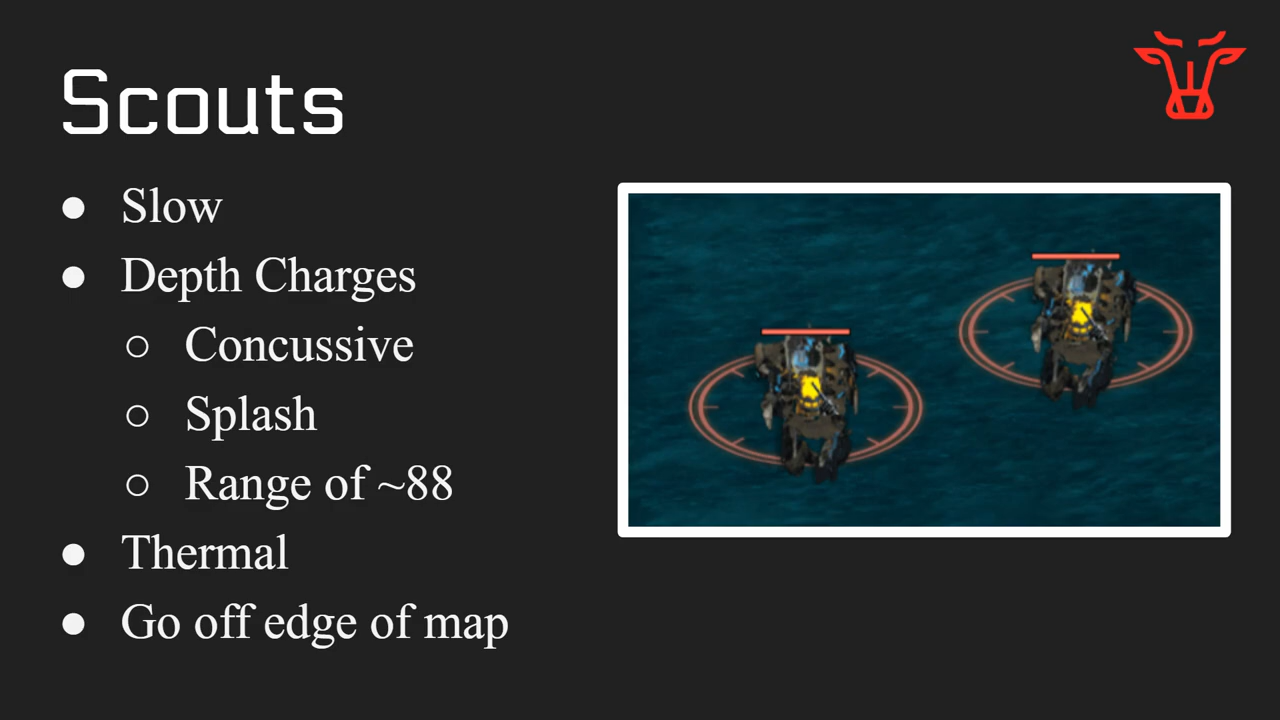 Scouts
● Slow
● Depth Charges
○ Concussive
○ Splash
○ Range of ~88
● Thermal
● Go off edge of map